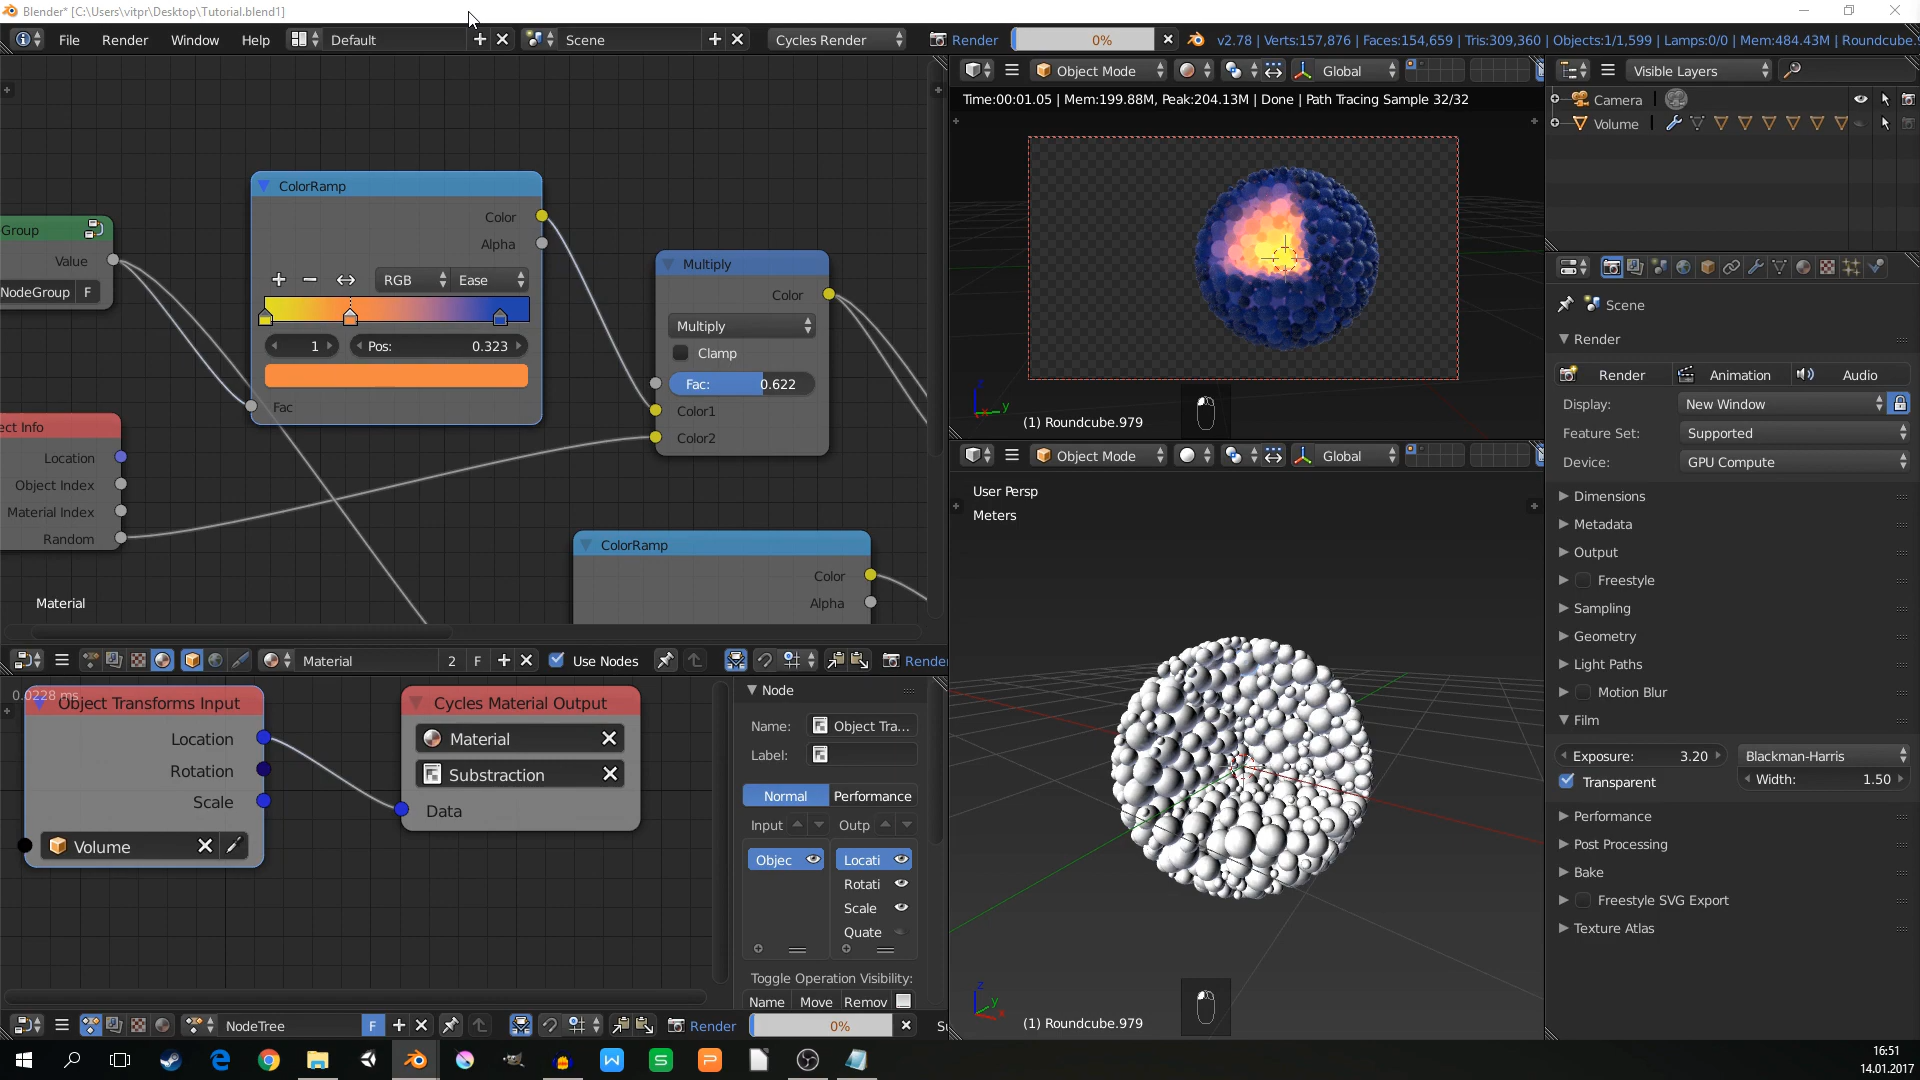 Blender* [C:\Users\vitpr\Desktop\Tutorial.blend1]
File Render Window Help Default Scene Cycles Render Render 0% v2.78 | Verts:157,876 | Faces:154,659 | Tris:309,360 | Objects:1/1,599 | Lamps:0/0 | Mem:484.43M | Roundcube.9
Object Mode Global
Visible Layers
Time:00:01.05 | Mem:199.88M, Peak:204.13M | Done | Path Tracing Sample 32/32
Camera
Volume
ColorRamp
Color
Alpha
RGB Ease
1 Pos: 0.323
Fac
Group
Value
NodeGroup F
ect Info
Location
Object Index
Material Index
Random
Material
Multiply
Color
Multiply
Clamp
Fac: 0.622
Color1
Color2
ColorRamp
Color
Alpha
Material 2 F Use Nodes Render
y
(1) Roundcube.979
Object Mode Global
User Persp
Meters
z
y
x
(1) Roundcube.979
0.0228 ms
Object Transforms Input
Location
Rotation
Scale
Volume
Cycles Material Output
Material
Substraction
Data
Node
Name: Object Tra...
Label:
Normal Performance
Input Outp
Objec Locati
Rotati
Scale
Quate
Toggle Operation Visibility:
Name Move Remov
NodeTree F Render 0% Su
Scene
Render
Render Animation Audio
Display: New Window
Feature Set: Supported
Device: GPU Compute
Dimensions
Metadata
Output
Freestyle
Sampling
Geometry
Light Paths
Motion Blur
Film
Exposure: 3.20 Blackman-Harris
Transparent Width: 1.50
Performance
Post Processing
Bake
Freestyle SVG Export
Texture Atlas
16:51
14.01.2017